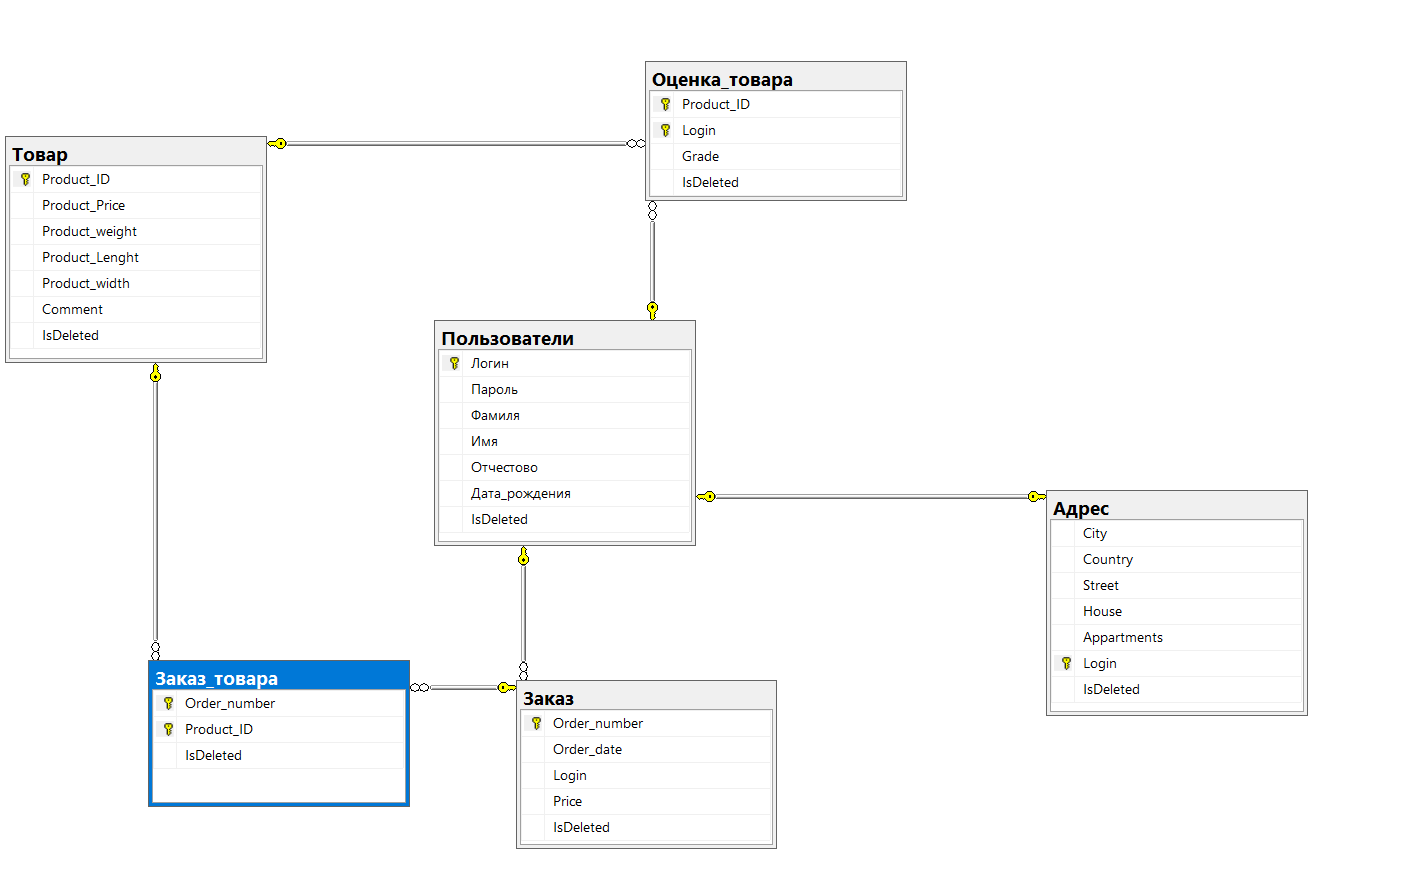 Оценка_товара
Product_ID
Login
Grade
IsDeleted
Товар
Product_ID
Product_Price
Product_weight
Product_Lenght
Product_width
Comment
IsDeleted
Пользователи
Логин
Пароль
Фамиля
Имя
Отчестово
Дата_рождения
IsDeleted
Адрес
City
Country
Street
House
Appartments
Login
IsDeleted
Заказ_товара
Order_number
Product_ID
IsDeleted
Заказ
Order_number
Order_date
Login
Price
IsDeleted